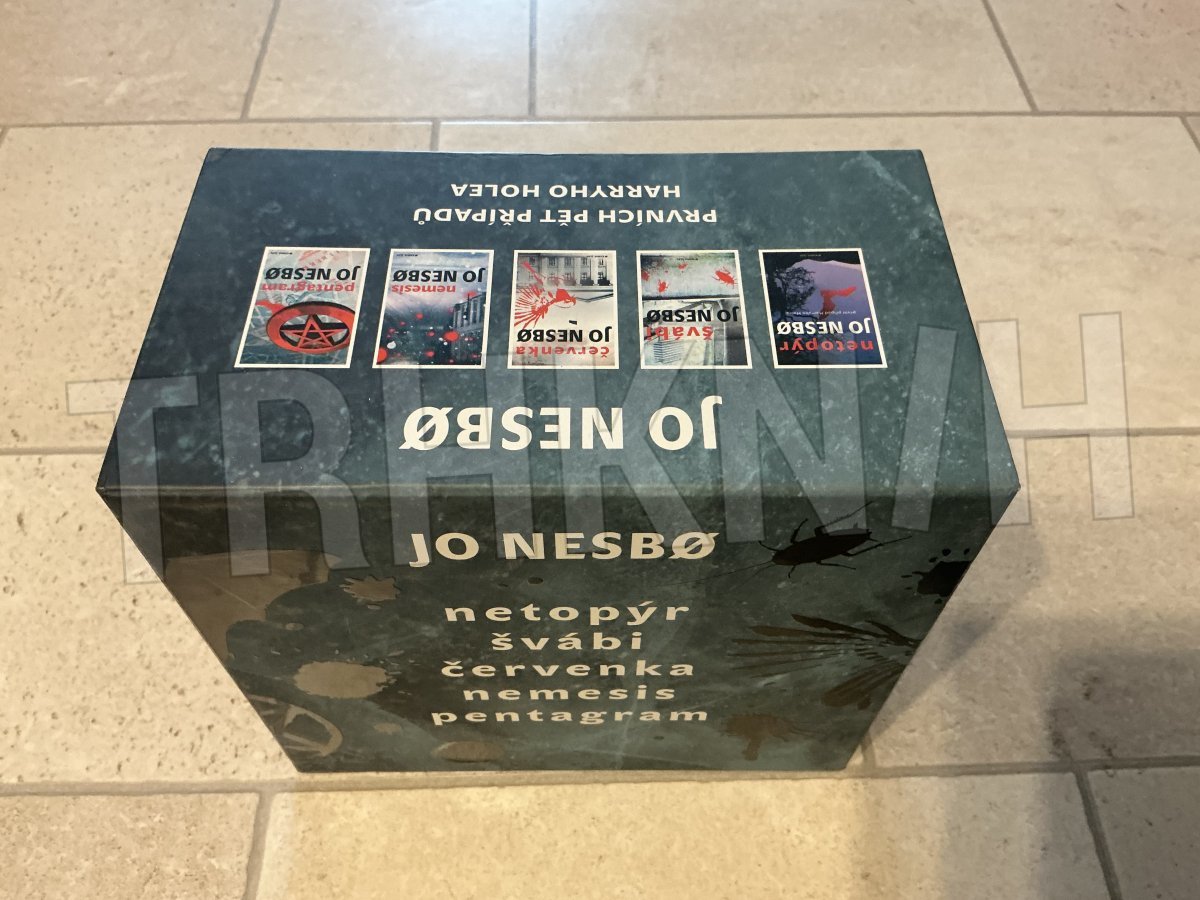 PRVNÍCH PĚT PŘÍPADŮ
HARRYHO HOLEA
netopýr
JO NESBØ
švábi
JO NESBØ
červenka
JO NESBØ
nemesis
JO NESBØ
pentagram
JO NESBØ
JO NESBØ
JO NESBØ
netopýr
švábi
červenka
nemesis
pentagram
TRHKNIH